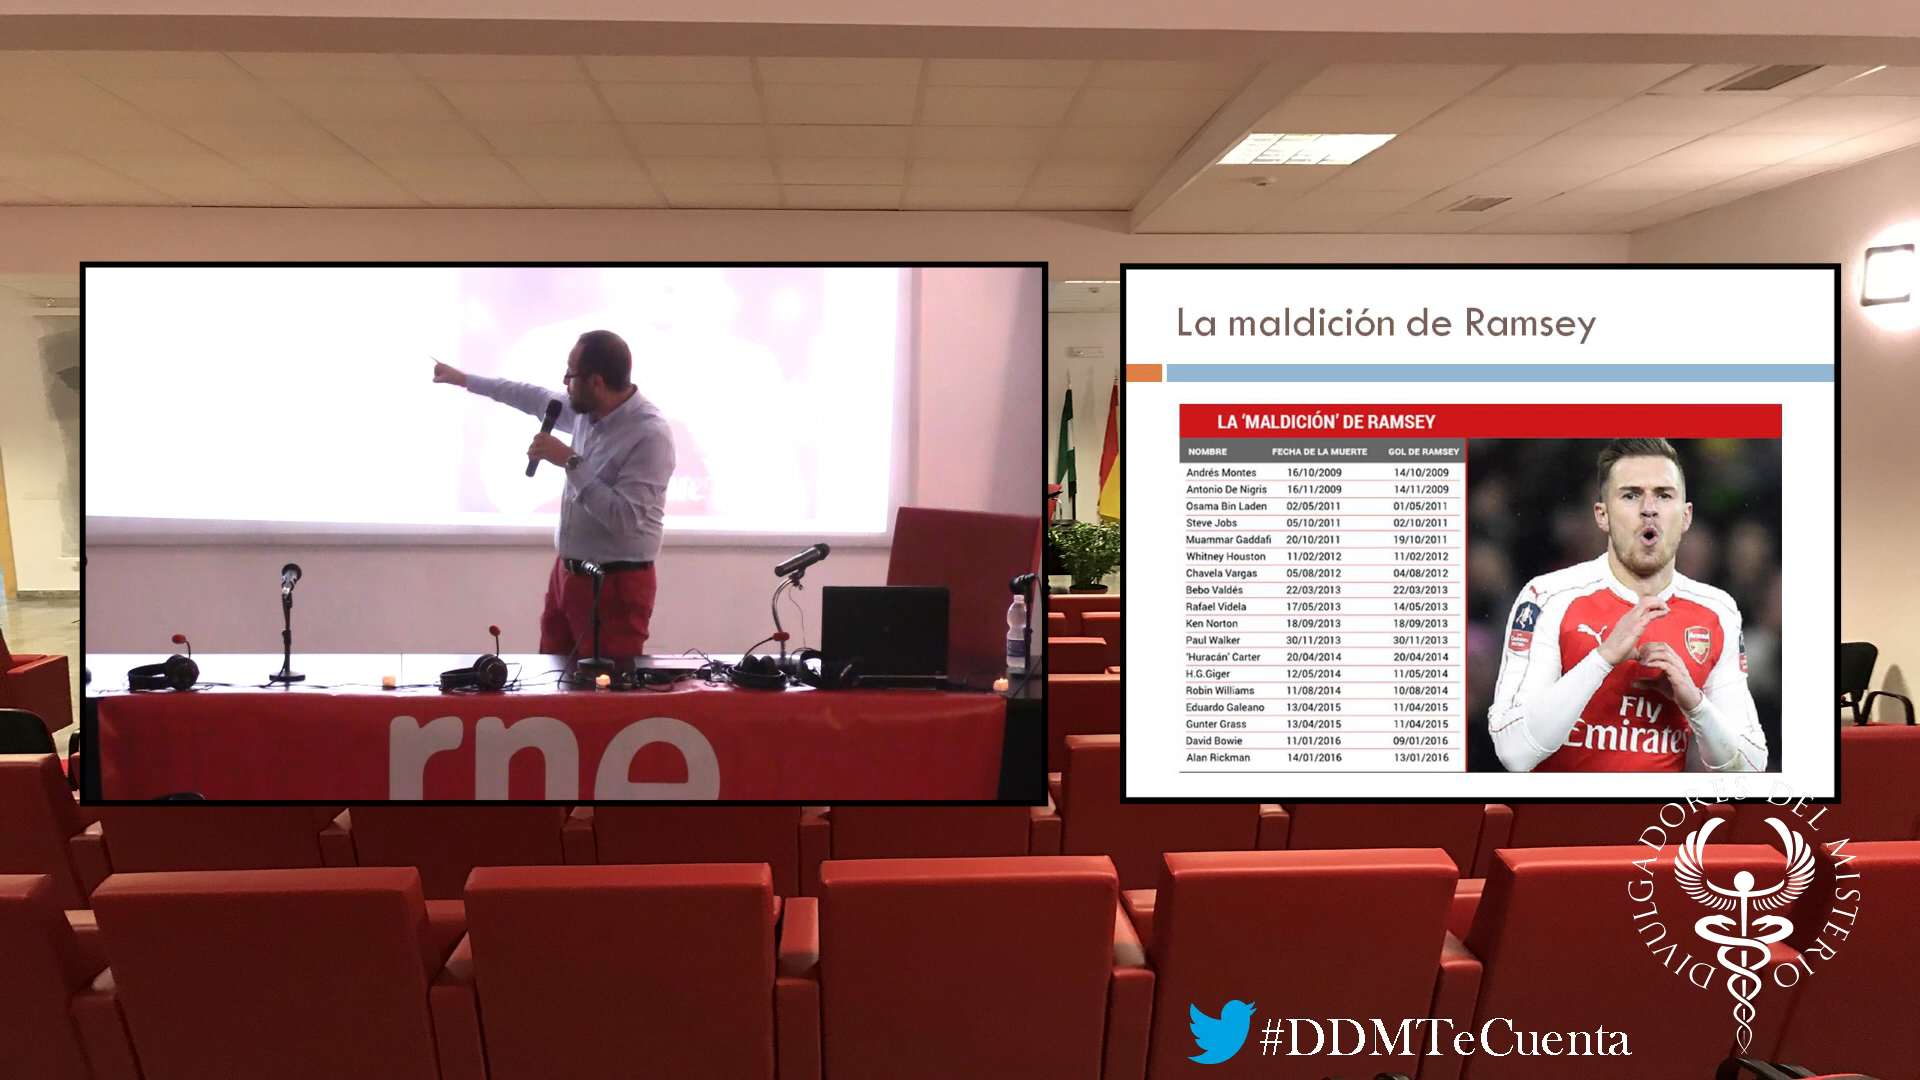 La maldición de Ramsey
LA 'MALDICIÓN' DE RAMSEY
NOMBRE FECHA DE LA MUERTE GOL DE RAMSEY
Andrés Montes 16/10/2009 14/10/2009
Antonio De Nigris 16/11/2009 14/11/2009
Osama Bin Laden 02/05/2011 01/05/2011
Steve Jobs 05/10/2011 02/10/2011
Muammar Gaddafi 20/10/2011 19/10/2011
Whitney Houston 11/02/2012 11/02/2012
Chavela Vargas 05/08/2012 04/08/2012
Bebo Valdés 22/03/2013 22/03/2013
Rafael Videla 17/05/2013 14/05/2013
Ken Norton 18/09/2013 18/09/2013
Paul Walker 30/11/2013 30/11/2013
'Huracán' Carter 20/04/2014 20/04/2014
H.G.Giger 12/05/2014 11/05/2014
Robin Williams 11/08/2014 10/08/2014
Eduardo Galeano 13/04/2015 11/04/2015
Gunter Grass 13/04/2015 11/04/2015
David Bowie 11/01/2016 09/01/2016
Alan Rickman 14/01/2016 13/01/2016
Fly
Emirates
rne
DIVULGADORES DEL MISTERIO
#DDMTeCuenta